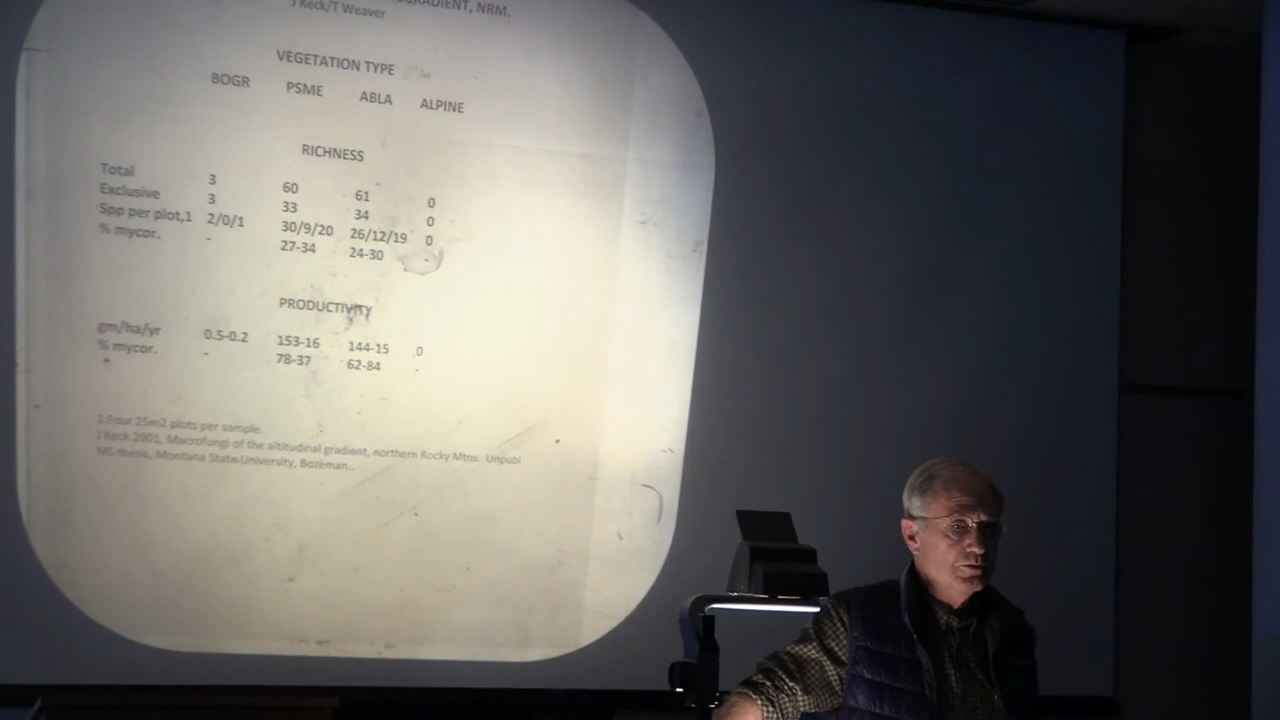 GRADIENT, NRM.
J Keck/T Weaver
VEGETATION TYPE
BOGR PSME ABLA ALPINE
RICHNESS
Total 3 60 61 0
Exclusive 3 33 34 0
Spp per plot,1 2/0/1 30/9/20 26/12/19 0
% mycor. - 27-34 24-30 -
PRODUCTIVITY
gm/ha/yr 0.5-0.2 153-16 144-15 .0
% mycor. - 78-37 62-84 -
*
1.Four 25m2 plots per sample.
J Keck 2001, Macrofungi of the altitudinal gradient, northern Rocky Mtns. Unpubl
MS thesis, Montana State University, Bozeman..